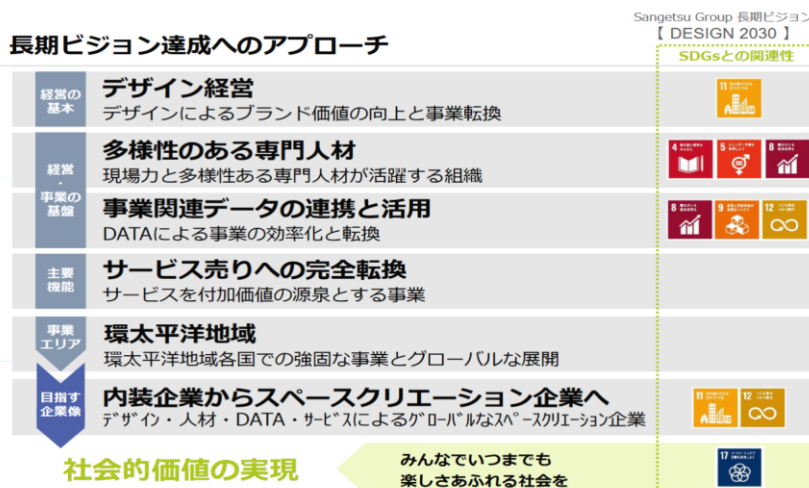 Sangetsu Group 長期ビジョン
【 DESIGN 2030 】
長期ビジョン達成へのアプローチ
SDGsとの関連性
経営の
基本
デザイン経営
デザインによるブランド価値の向上と事業転換
11
経営
・
事業の
基盤
多様性のある専門人材
現場力と多様性ある専門人材が活躍する組織
4
5
8
事業関連データの連携と活用
DATAによる事業の効率化と転換
8
9
12
主要
機能
サービス売りへの完全転換
サービスを付加価値の源泉とする事業
事業
エリア
環太平洋地域
環太平洋地域各国での強固な事業とグローバルな展開
目指す
企業像
内装企業からスペースクリエーション企業へ
ﾃﾞｻﾞｲﾝ・人材・DATA・ｻｰﾋﾞｽによるｸﾞﾛｰﾊﾞﾙなｽﾍﾟｰｽｸﾘｴｰｼｮﾝ企業
11
12
社会的価値の実現
みんなでいつまでも
楽しさあふれる社会を
17